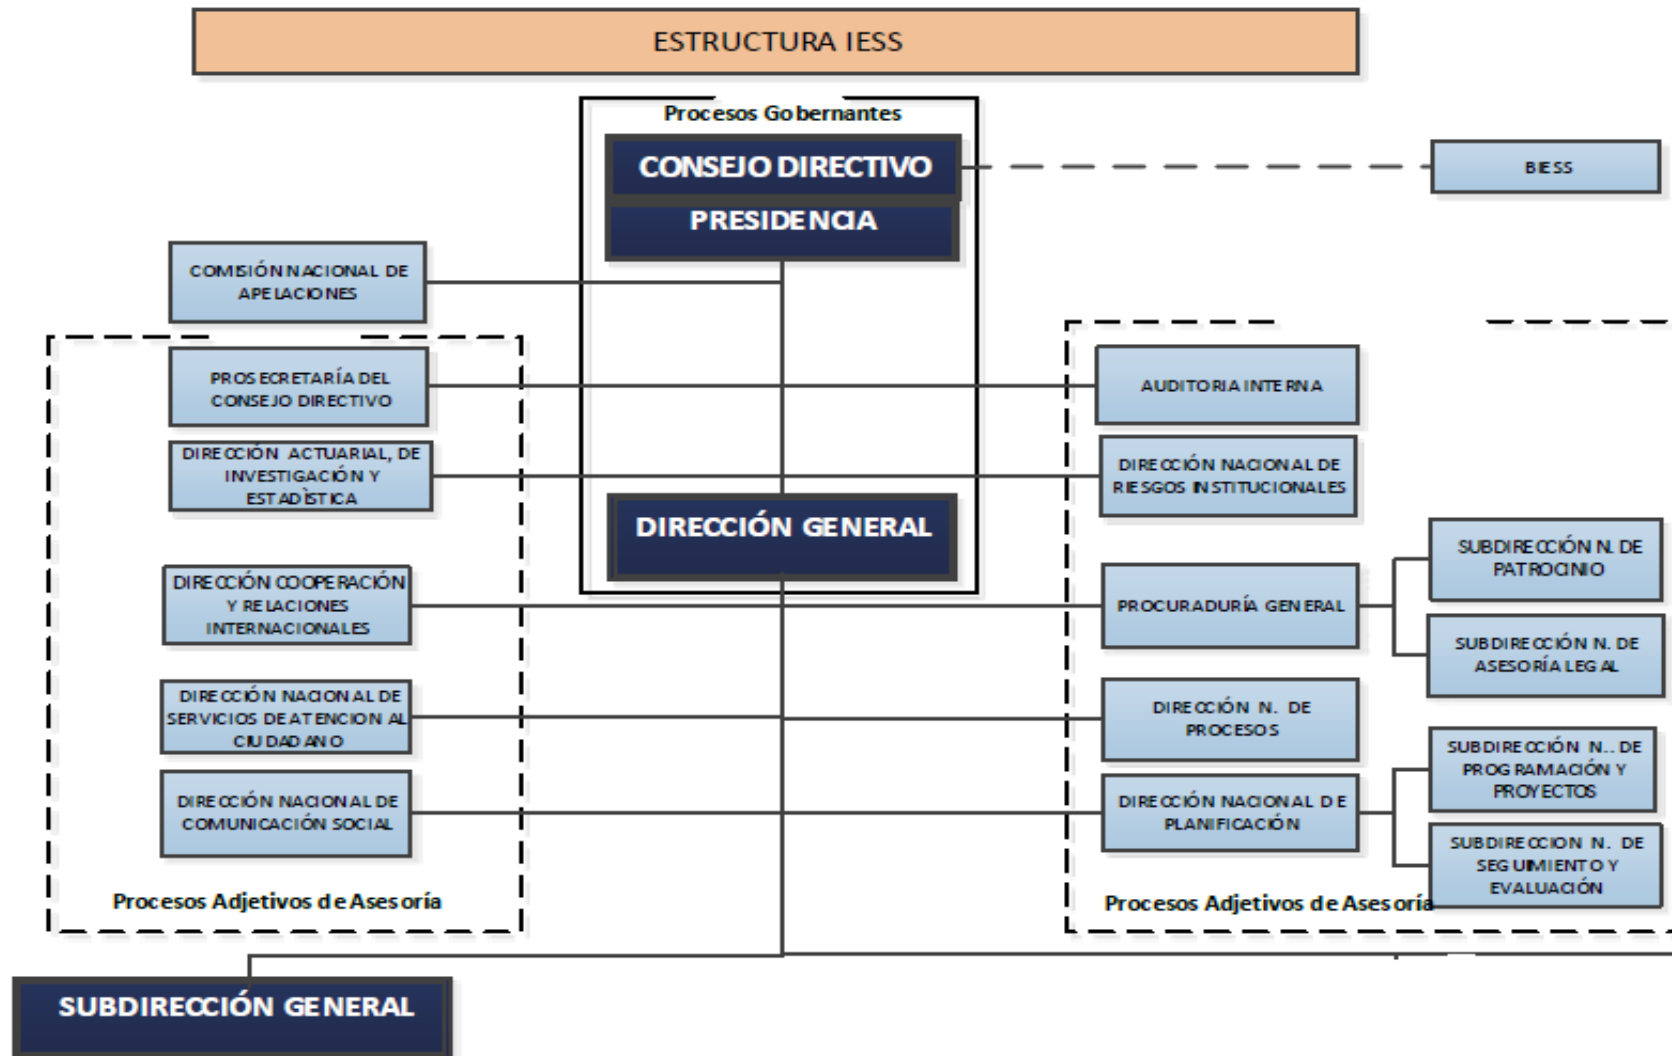 ESTRUCTURA IESS
Procesos Gobernantes
CONSEJO DIRECTIVO
BIESS
PRESIDENCIA
COMISIÓN NACIONAL DE
APELACIONES
PROSECRETARÍA DEL
CONSEJO DIRECTIVO
AUDITORIA INTERNA
DIRECCIÓN ACTUARIAL, DE
INVESTIGACIÓN Y
ESTADÌSTICA
DIRECCIÓN NACIONAL DE
RIESGOS INSTITUCIONALES
DIRECCIÓN GENERAL
DIRECCIÓN COOPERACIÓN
Y RELACIONES
INTERNACIONALES
PROCURADURÍA GENERAL
SUBDIRECCIÓN N. DE
PATROCINIO
SUBDIRECCIÓN N. DE
ASESORÍA LEGAL
DIRECCIÓN NACIONAL DE
SERVICIOS DE ATENCION AL
CIUDADANO
DIRECCIÓN N. DE
PROCESOS
DIRECCIÓN NACIONAL DE
COMUNICACIÓN SOCIAL
DIRECCIÓN NACIONAL DE
PLANIFICACIÓN
SUBDIRECCIÓN N.. DE
PROGRAMACIÓN Y
PROYECTOS
SUBDIRECCION N. DE
SEGUIMIENTO Y
EVALUACIÓN
Procesos Adjetivos de Asesoría
Procesos Adjetivos de Asesoría
SUBDIRECCIÓN GENERAL